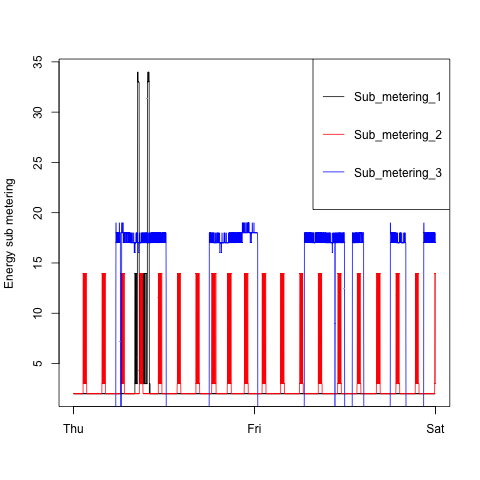 Energy sub metering
35
30
25
20
15
10
5
Sub_metering_1
Sub_metering_2
Sub_metering_3
Thu
Fri
Sat